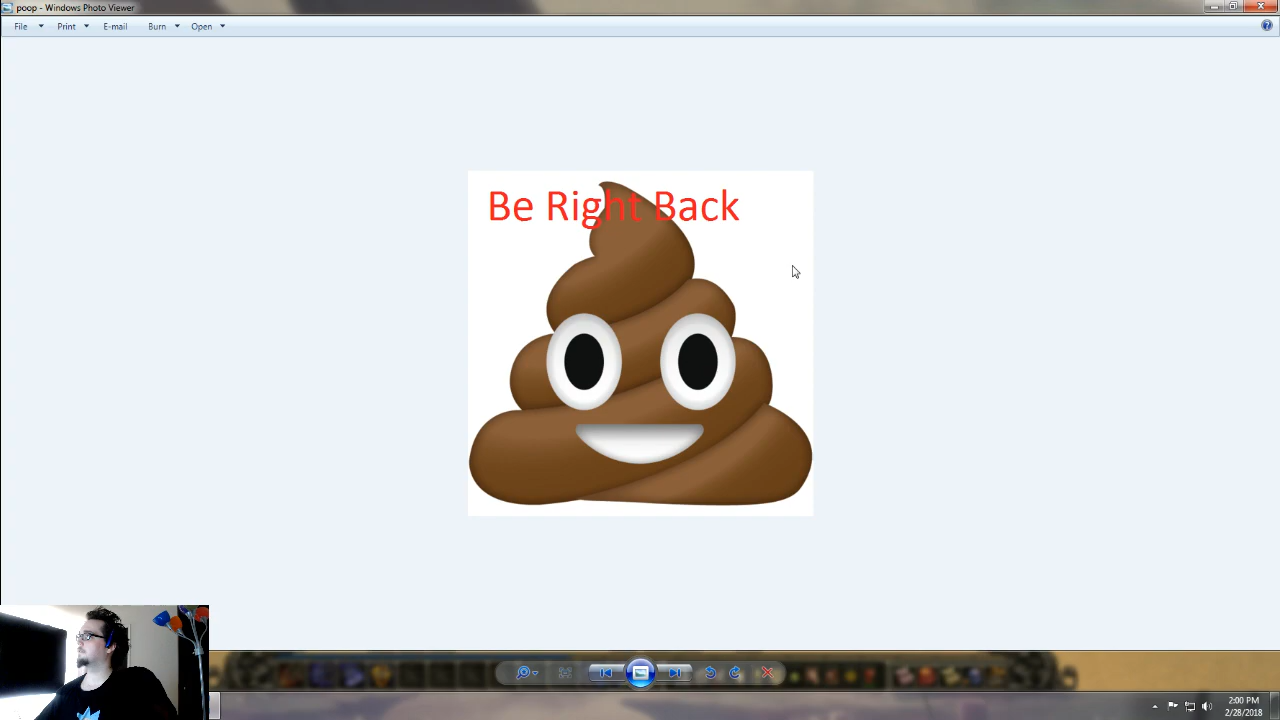 poop - Windows Photo Viewer
File Print E-mail Burn Open
Be Right Back
2:00 PM
2/28/2018